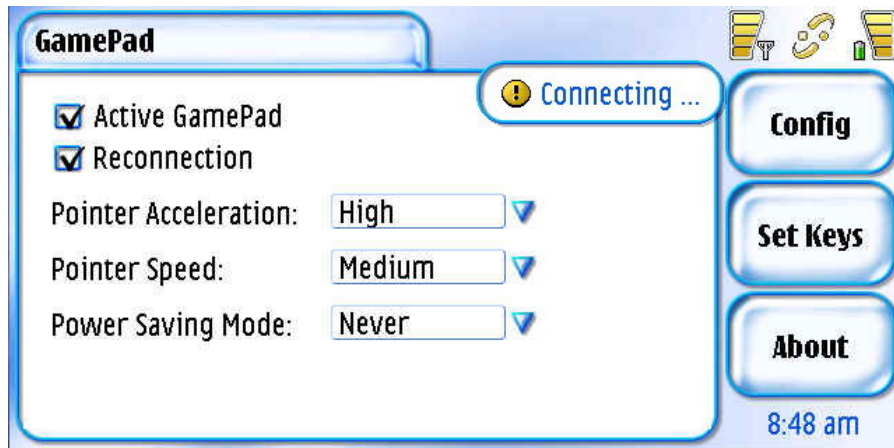 GamePad
Connecting ...
Active GamePad
Reconnection
Pointer Acceleration: High
Pointer Speed: Medium
Power Saving Mode: Never
Config
Set Keys
About
8:48 am